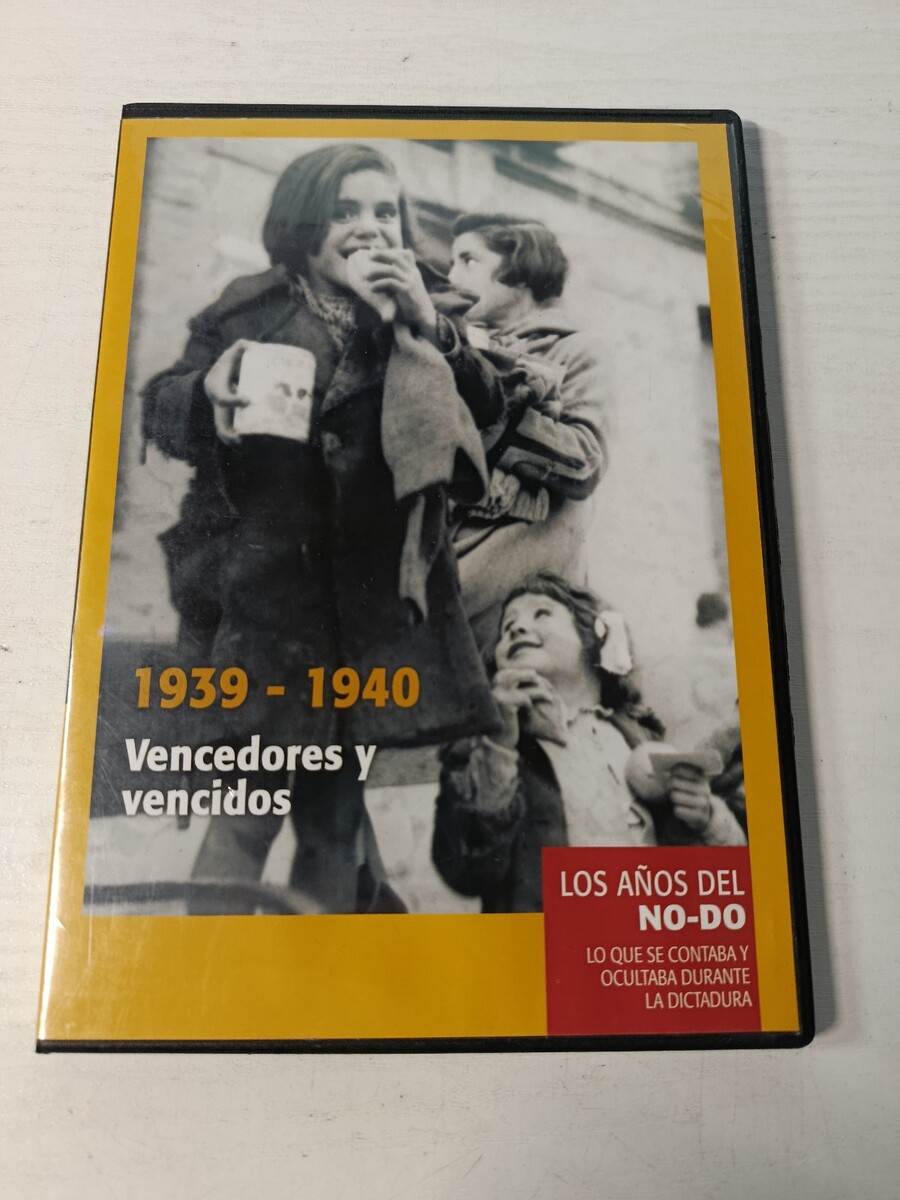 1939 - 1940
Vencedores y
vencidos
LOS AÑOS DEL
NO-DO
LO QUE SE CONTABA Y
OCULTABA DURANTE
LA DICTADURA